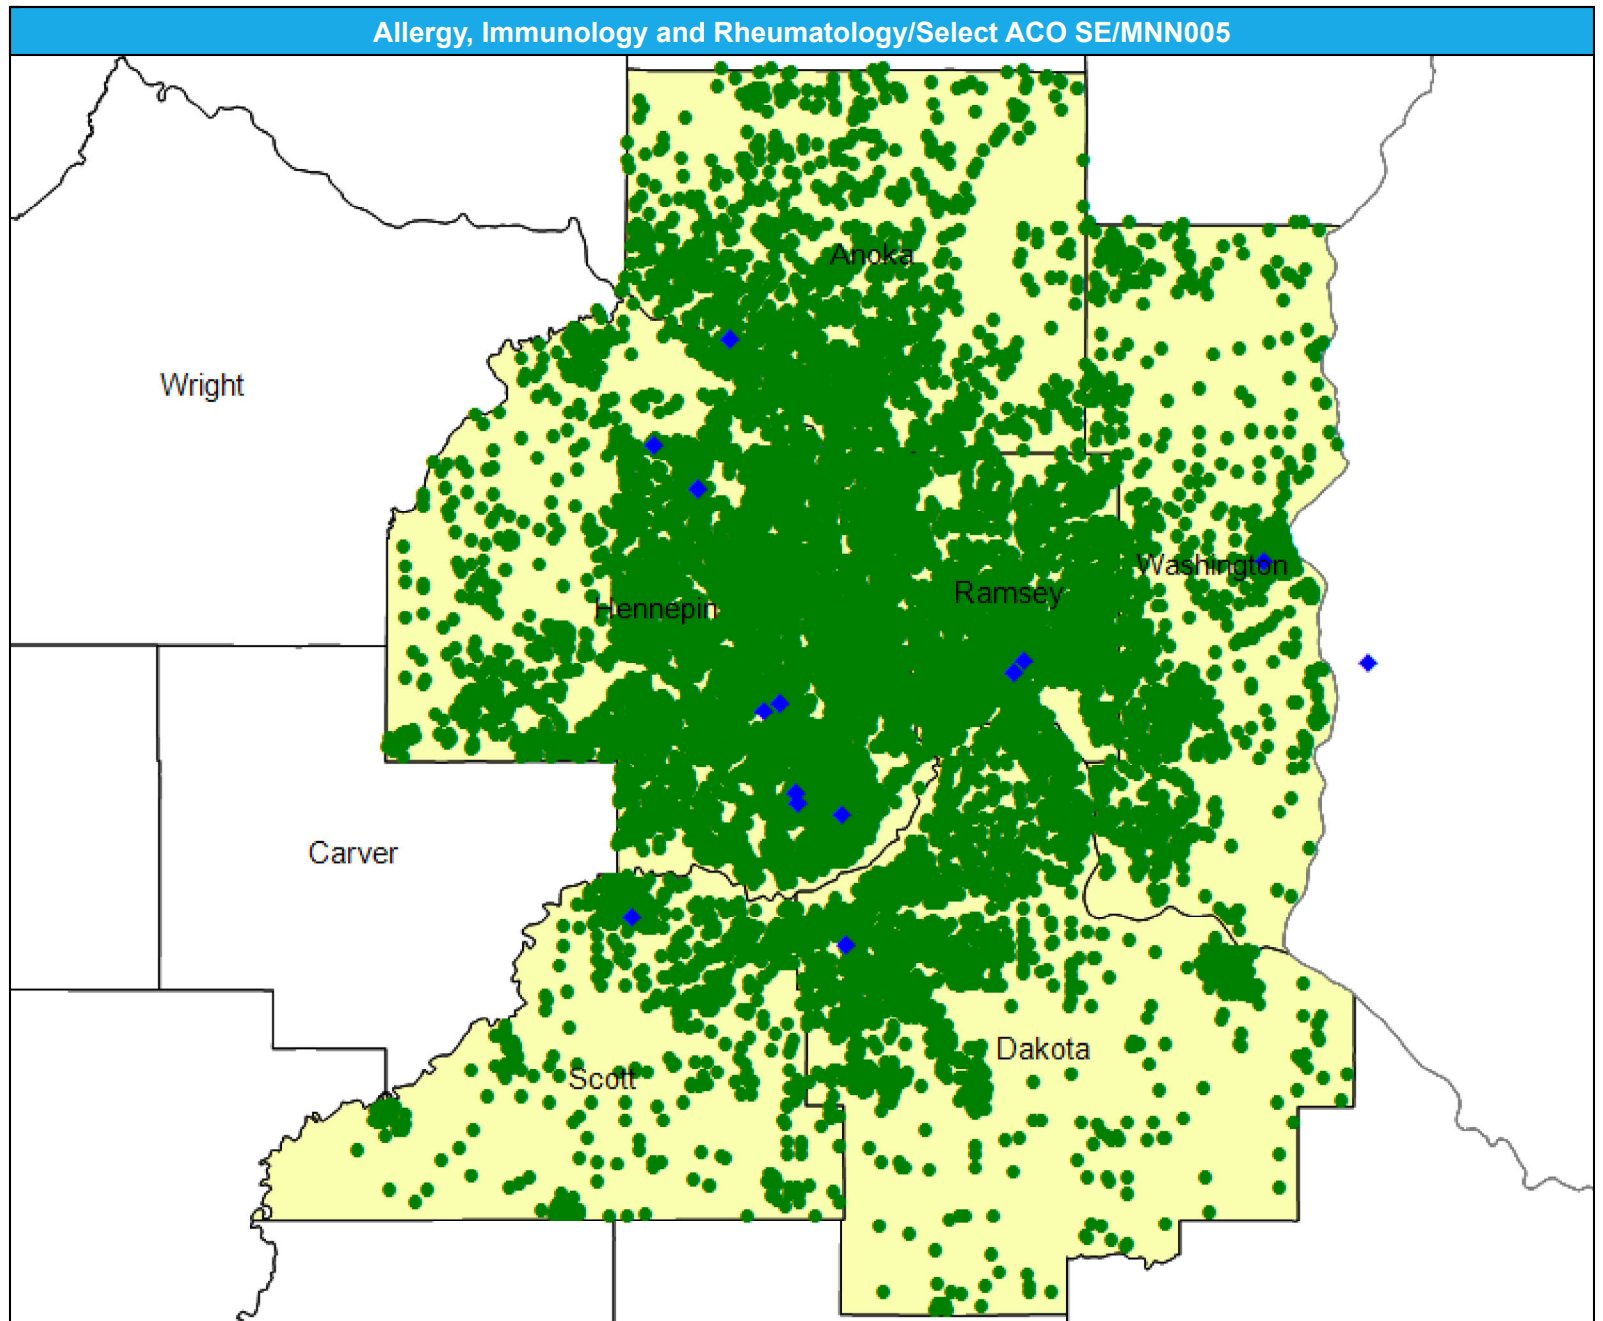 Allergy, Immunology and Rheumatology/Select ACO SE/MNN005
Anoka
Wright
Washington
Ramsey
Hennepin
Carver
Dakota
Scott